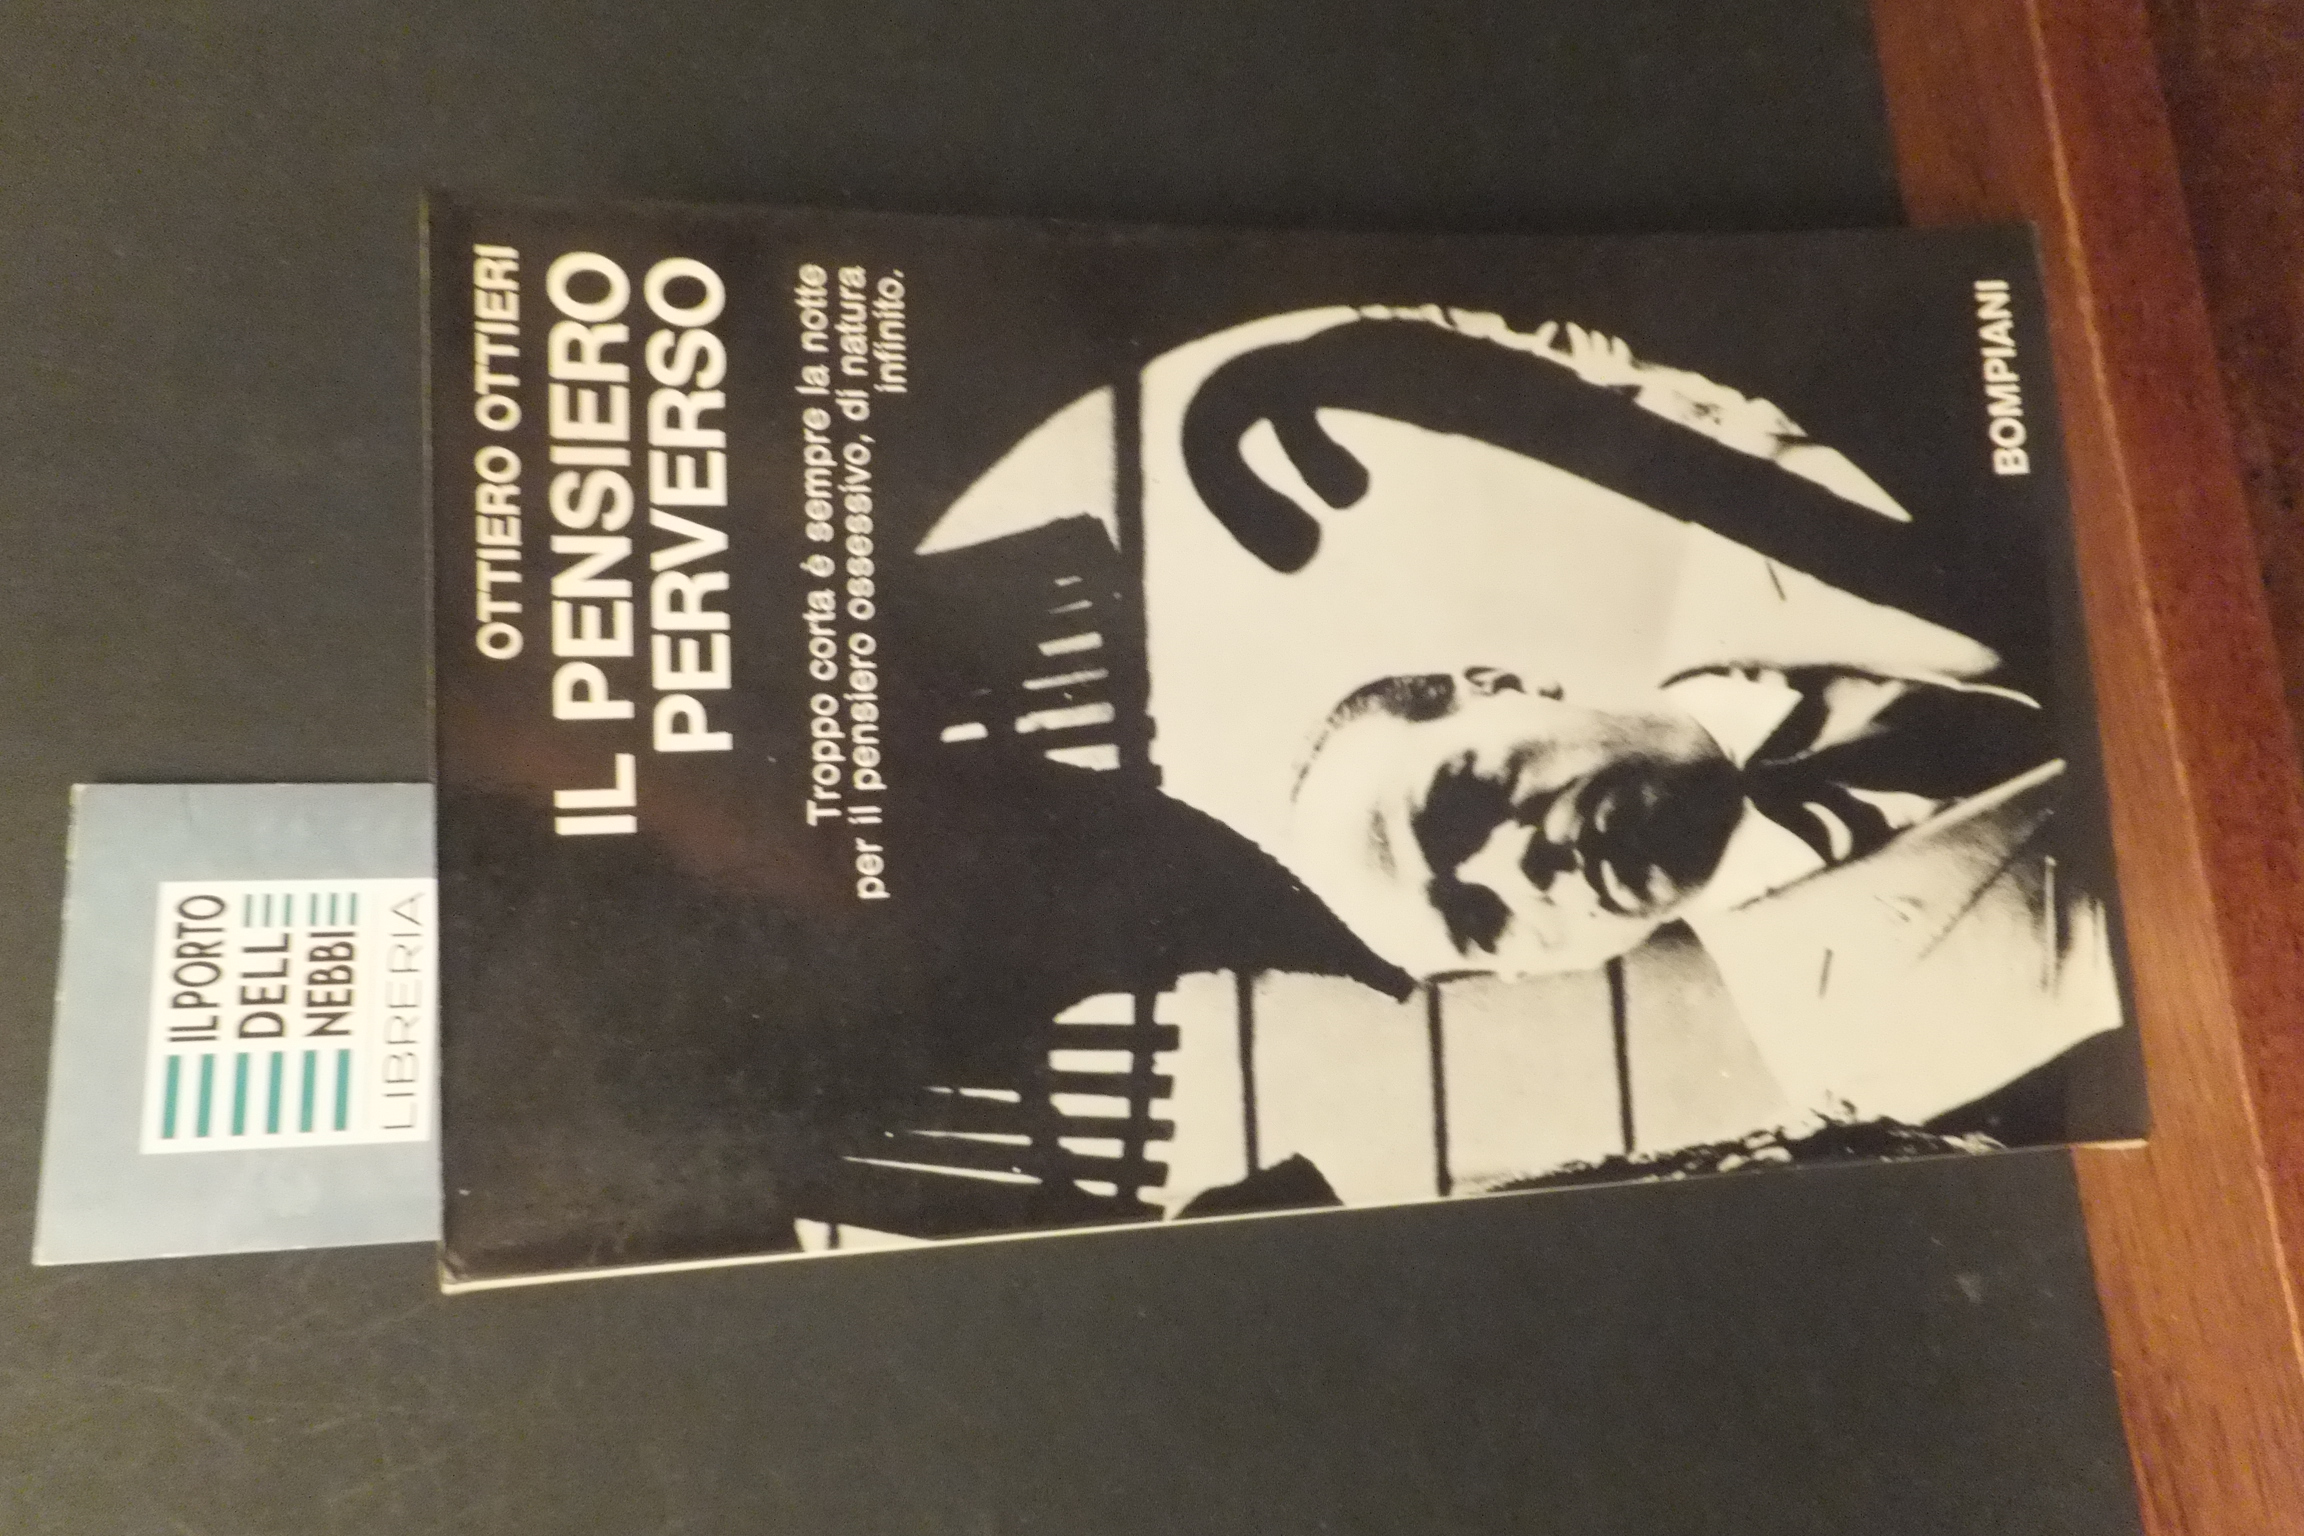 IL PORTO
DELL
NEBBI
LIBRERIA
OTTIERO OTTIERI
IL PENSIERO
PERVERSO
Troppo corta è sempre la notte
per il pensiero ossessivo, di natura
infinito.
BOMPIANI